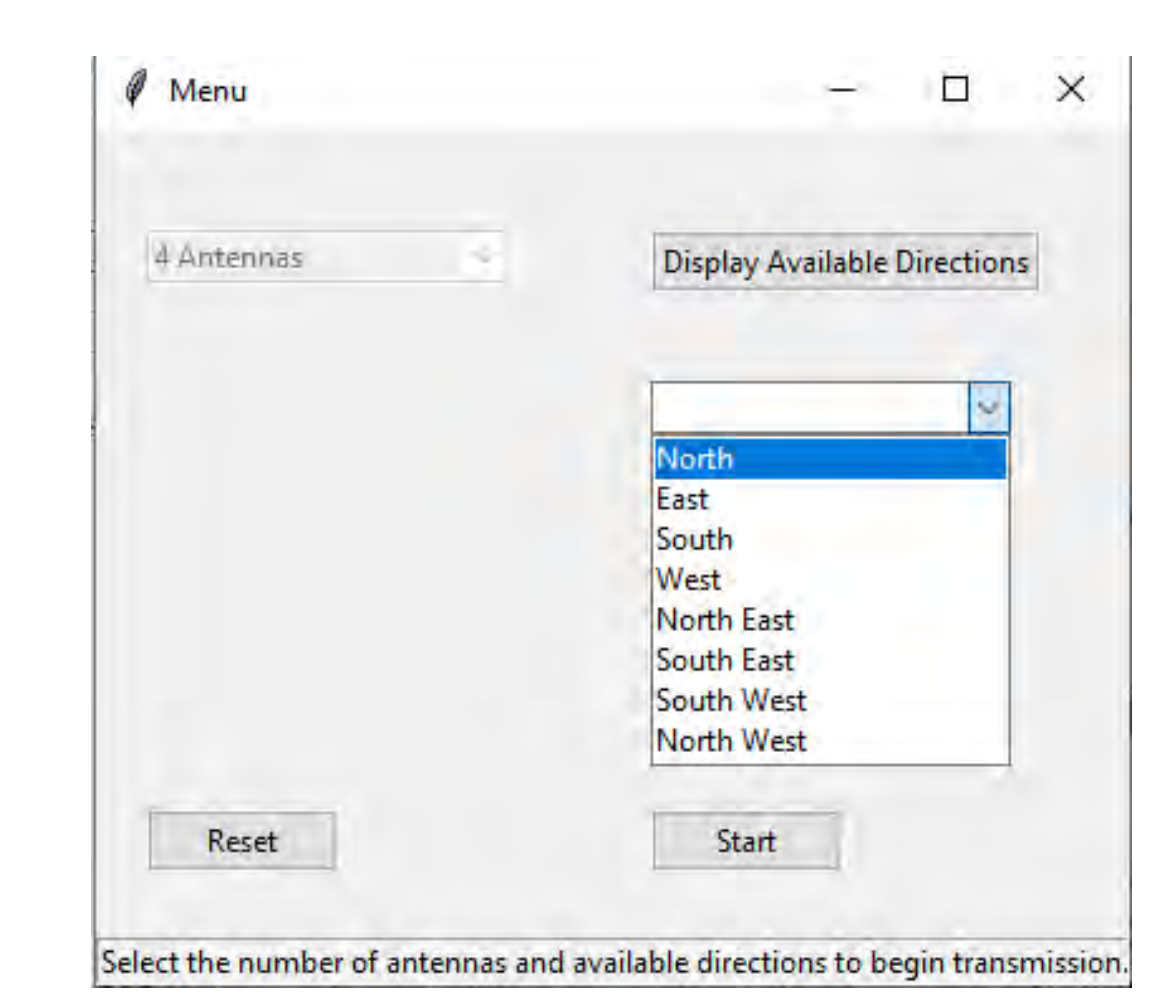 Menu
4 Antennas
Display Available Directions
North
East
South
West
North East
South East
South West
North West
Reset
Start
Select the number of antennas and available directions to begin transmission.